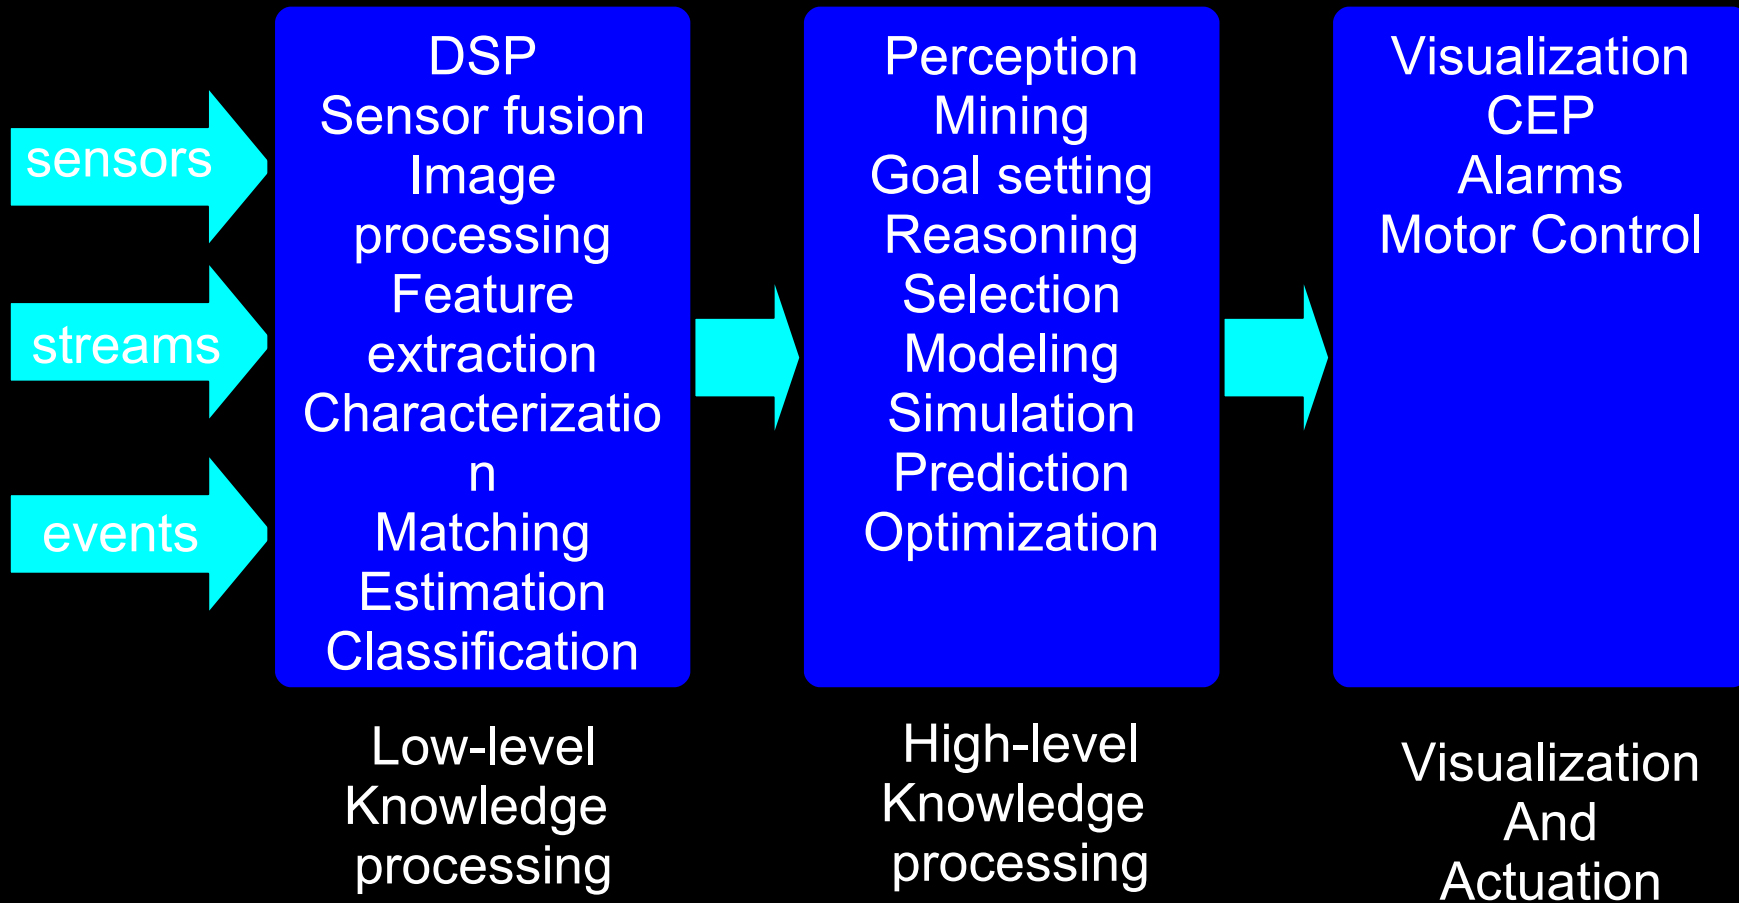 sensors
streams
events
DSP
Sensor fusion
Image
processing
Feature
extraction
Characterizatio
n
Matching
Estimation
Classification
Low-level
Knowledge
processing
Perception
Mining
Goal setting
Reasoning
Selection
Modeling
Simulation
Prediction
Optimization
High-level
Knowledge
processing
Visualization
CEP
Alarms
Motor Control
Visualization
And
Actuation